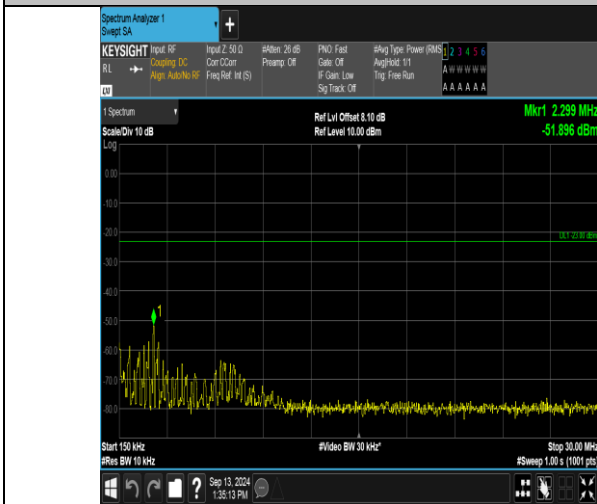 Spectrum Analyzer 1
Swept SA
+
KEYSIGHT Input: RF Input Z: 50 Ω #Atten: 26 dB PNO: Fast #Avg Type: Power (RMS 1 2 3 4 5 6
RL Coupling: DC Corr CCorr Preamp: Off Gate: Off Avg|Hold: 1/1 A W W W W W
Align: Auto/No RF Freq Ref: Int (S) IF Gain: Low Trig: Free Run
Sig Track: Off A A A A A A
1 Spectrum
Ref Lvl Offset 8.10 dB Mkr1 2.299 MHz
Scale/Div 10 dB Ref Level 10.00 dBm -51.896 dBm
Log
0.00
-10.0
-20.0
DL1 -23.00 dBm
-30.0
-40.0
1
-50.0
-60.0
-70.0
-80.0
Start 150 kHz #Video BW 30 kHz* Stop 30.00 MHz
#Res BW 10 kHz #Sweep 1.00 s (1001 pts)
? Sep 13, 2024
1:35:13 PM